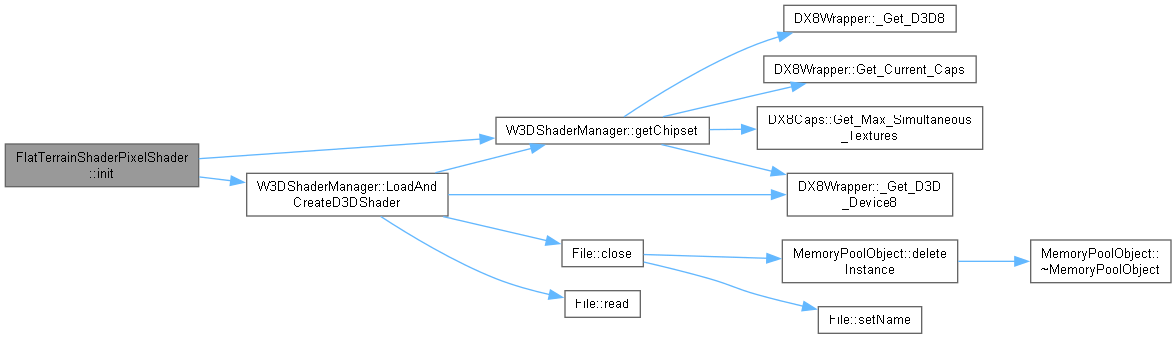 DX8Wrapper::_Get_D3D8
DX8Wrapper::Get_Current_Caps
DX8Caps::Get_Max_Simultaneous
_Textures
W3DShaderManager::getChipset
FlatTerrainShaderPixelShader
::init
W3DShaderManager::LoadAnd
CreateD3DShader
DX8Wrapper::_Get_D3D
_Device8
File::close
MemoryPoolObject::delete
Instance
MemoryPoolObject::
~MemoryPoolObject
File::read
File::setName